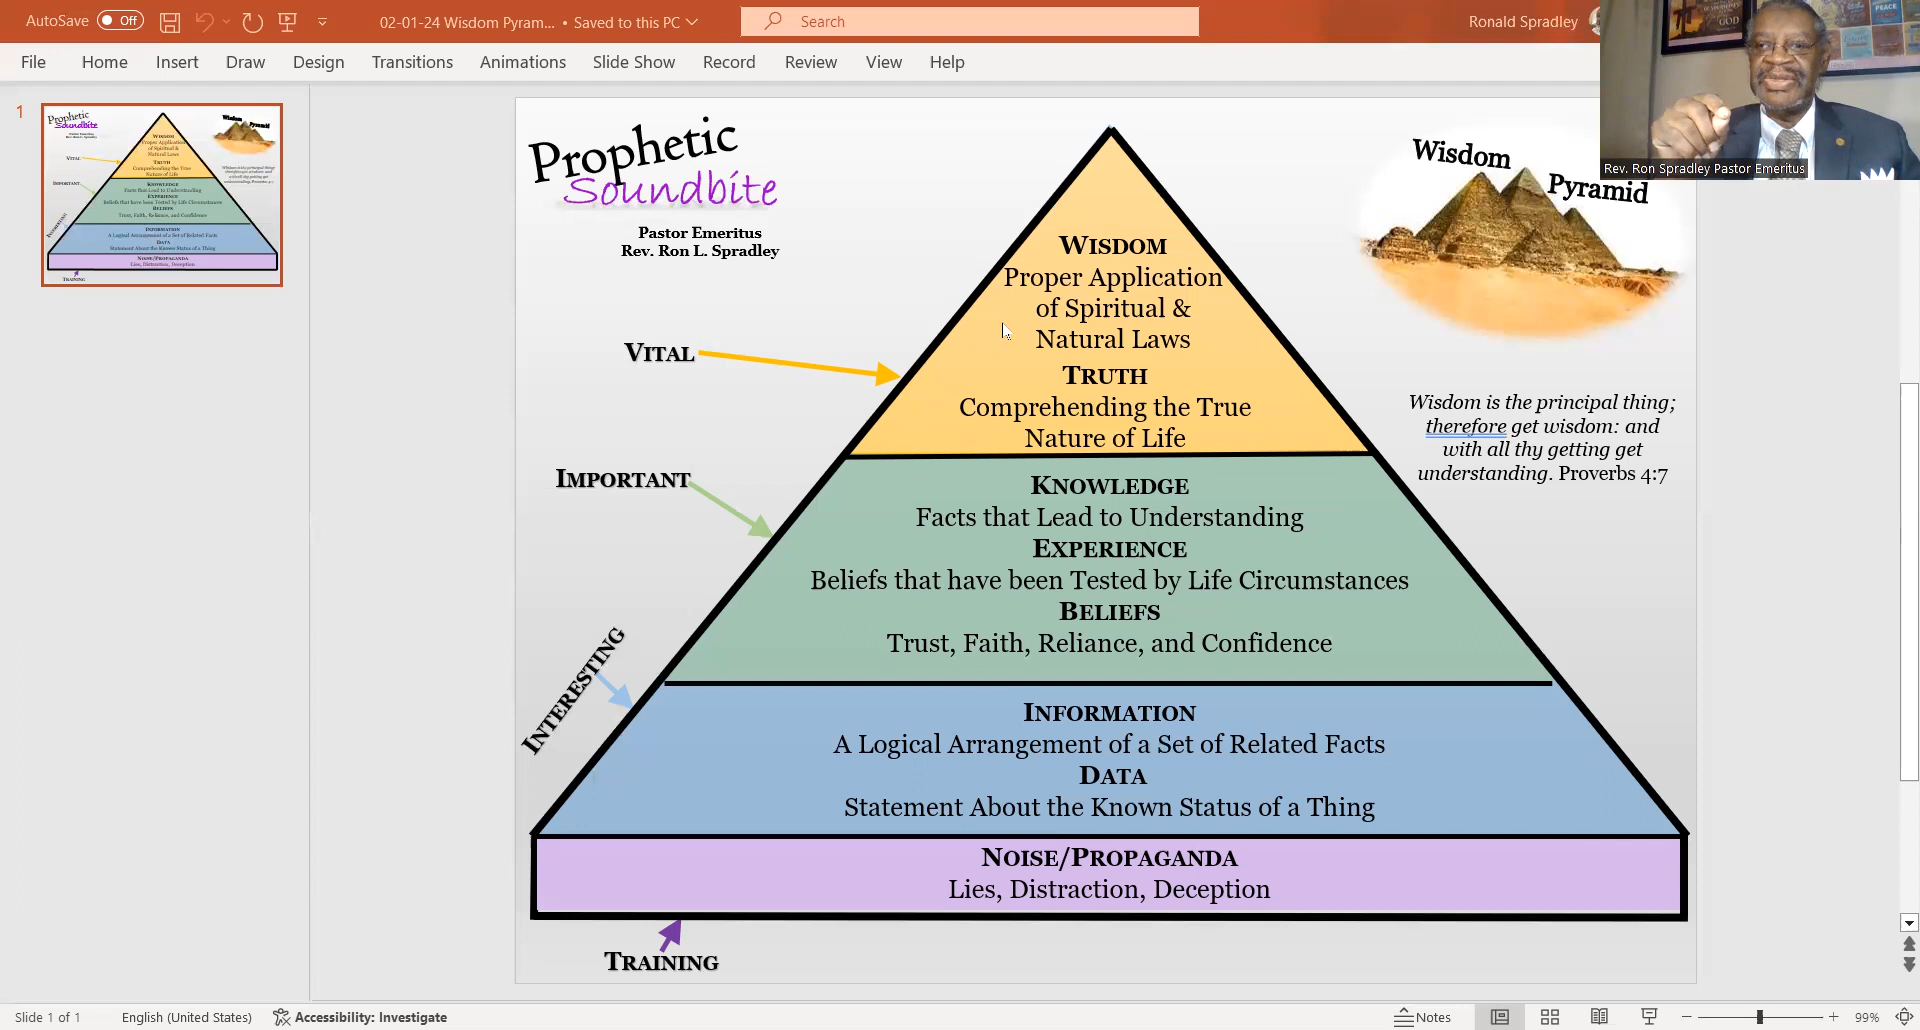 AutoSave Off 02-01-24 Wisdom Pyram... • Saved to this PC Search Ronald Spradley
File Home Insert Draw Design Transitions Animations Slide Show Record Review View Help
Rev. Ron Spradley Pastor Emeritus
1
Prophetic
Soundbite
Pastor Emeritus
Rev. Ron L. Spradley
Wisdom
Pyramid
WISDOM
Proper Application
of Spiritual &
Natural Laws
TRUTH
Comprehending the True
Nature of Life
VITAL
Wisdom is the principal thing;
therefore get wisdom: and
with all thy getting get
understanding. Proverbs 4:7
IMPORTANT
KNOWLEDGE
Facts that Lead to Understanding
EXPERIENCE
Beliefs that have been Tested by Life Circumstances
BELIEFS
Trust, Faith, Reliance, and Confidence
INTERESTING
INFORMATION
A Logical Arrangement of a Set of Related Facts
DATA
Statement About the Known Status of a Thing
NOISE/PROPAGANDA
Lies, Distraction, Deception
TRAINING
Slide 1 of 1 English (United States) Accessibility: Investigate Notes 99%